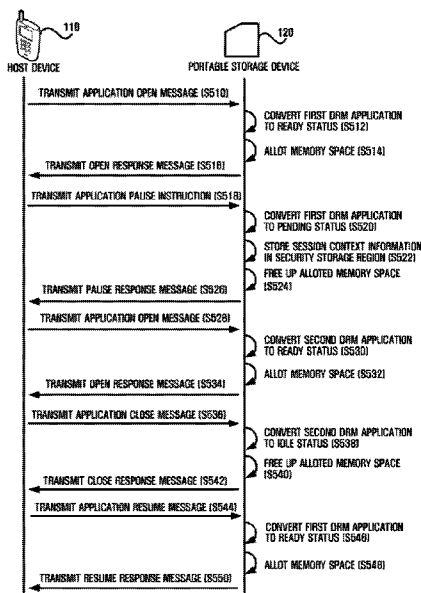 110
120
HOST DEVICE
PORTABLE STORAGE DEVICE
TRANSMIT APPLICATION OPEN MESSAGE (S510)
CONVERT FIRST DRM APPLICATION
TO READY STATUS (S512)
ALLOT MEMORY SPACE (S514)
TRANSMIT OPEN RESPONSE MESSAGE (S516)
TRANSMIT APPLICATION PAUSE INSTRUCTION (S518)
CONVERT FIRST DRM APPLICATION
TO PENDING STATUS (S520)
STORE SESSION CONTEXT INFORMATION
IN SECURITY STORAGE REGION (S522)
FREE UP ALLOTED MEMORY SPACE
(S524)
TRANSMIT PAUSE RESPONSE MESSAGE (S526)
TRANSMIT APPLICATION OPEN MESSAGE (S528)
CONVERT SECOND DRM APPLICATION
TO READY STATUS (S530)
ALLOT MEMORY SPACE (S532)
TRANSMIT OPEN RESPONSE MESSAGE (S534)
TRANSMIT APPLICATION CLOSE MESSAGE (S536)
CONVERT SECOND DRM APPLICATION
TO IDLE STATUS (S538)
FREE UP ALLOTED MEMORY SPACE
(S540)
TRANSMIT CLOSE RESPONSE MESSAGE (S542)
TRANSMIT APPLICATION RESUME MESSAGE (S544)
CONVERT FIRST DRM APPLICATION
TO READY STATUS (S546)
ALLOT MEMORY SPACE (S548)
TRANSMIT RESUME RESPONSE MESSAGE (S550)